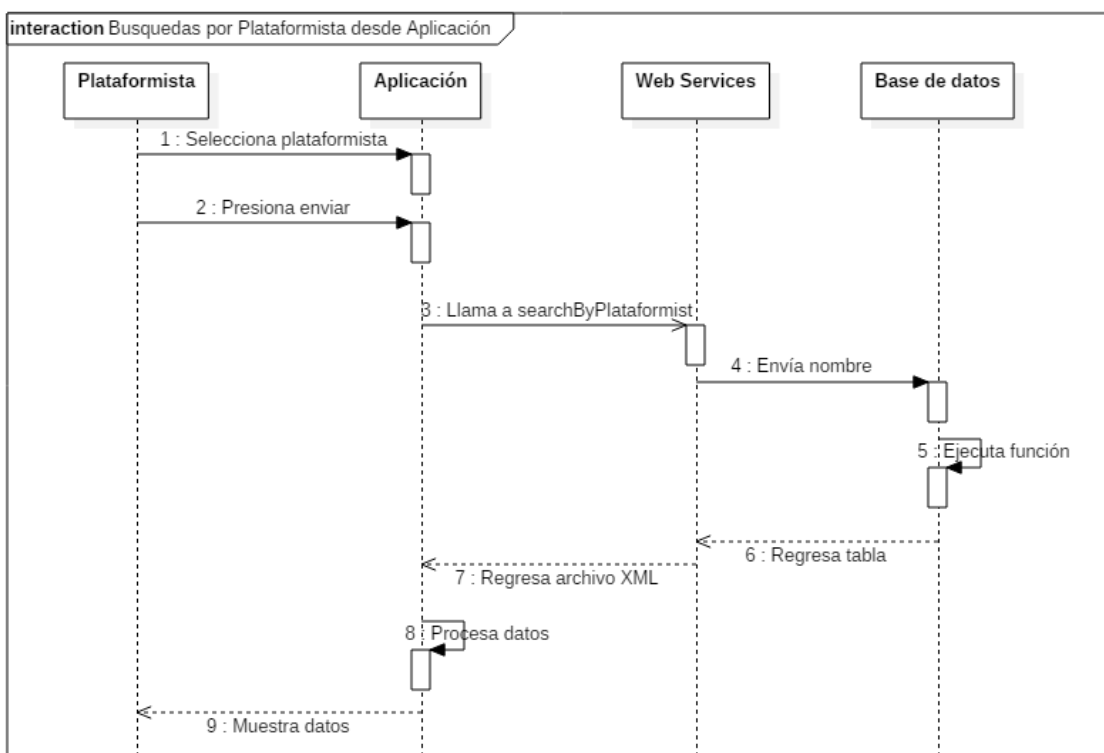 interaction Busquedas por Plataformista desde Aplicación
Plataformista
Aplicación
Web Services
Base de datos
1 : Selecciona plataformista
2 : Presiona enviar
3 : Llama a searchByPlataformist
4 : Envía nombre
5 : Ejecuta función
6 : Regresa tabla
7 : Regresa archivo XML
8 : Procesa datos
9 : Muestra datos